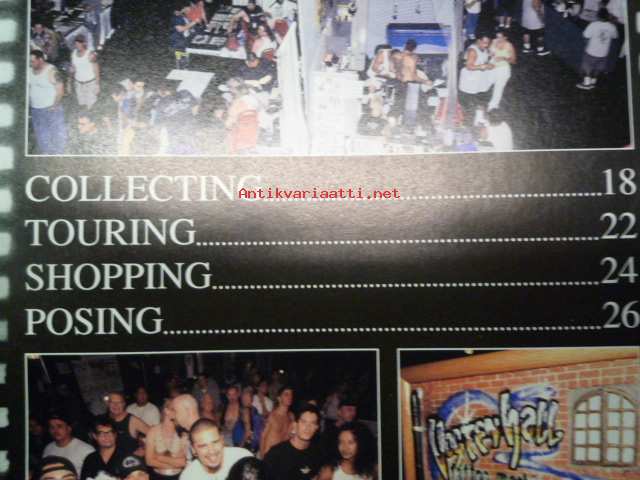 COLLECTING 18
Antikvariaatti.net
TOURING 22
SHOPPING 24
POSING 26